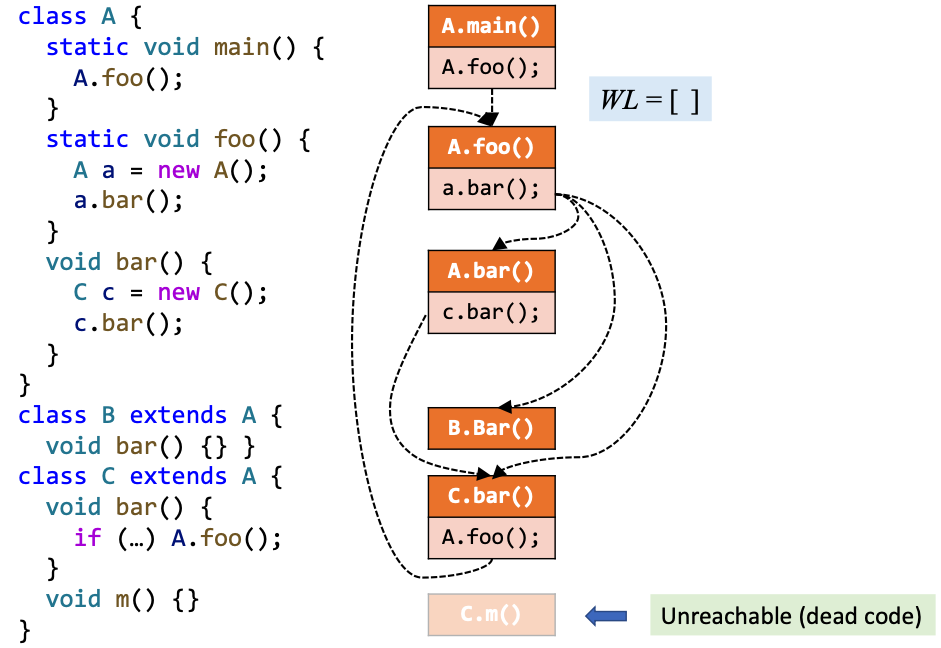 class A {
static void main() {
A.foo();
}
static void foo() {
A a = new A();
a.bar();
}
void bar() {
C c = new C();
c.bar();
}
}
class B extends A {
void bar() {} }
class C extends A {
void bar() {
if (…) A.foo();
}
void m() {}
}
A.main()
A.foo();
WL = [ ]
A.foo()
a.bar();
A.bar()
c.bar();
B.Bar()
C.bar()
A.foo();
C.m()
Unreachable (dead code)